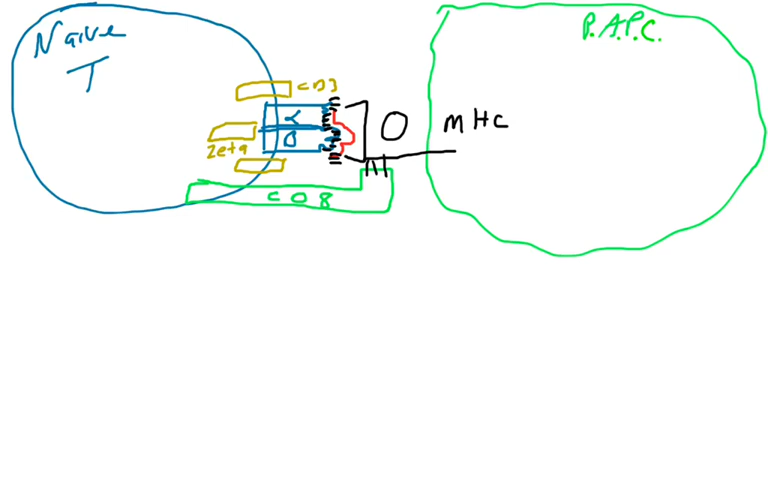 Naive
T
P.A.P.C.
CD3
α
β
zeta
MHC
CD8